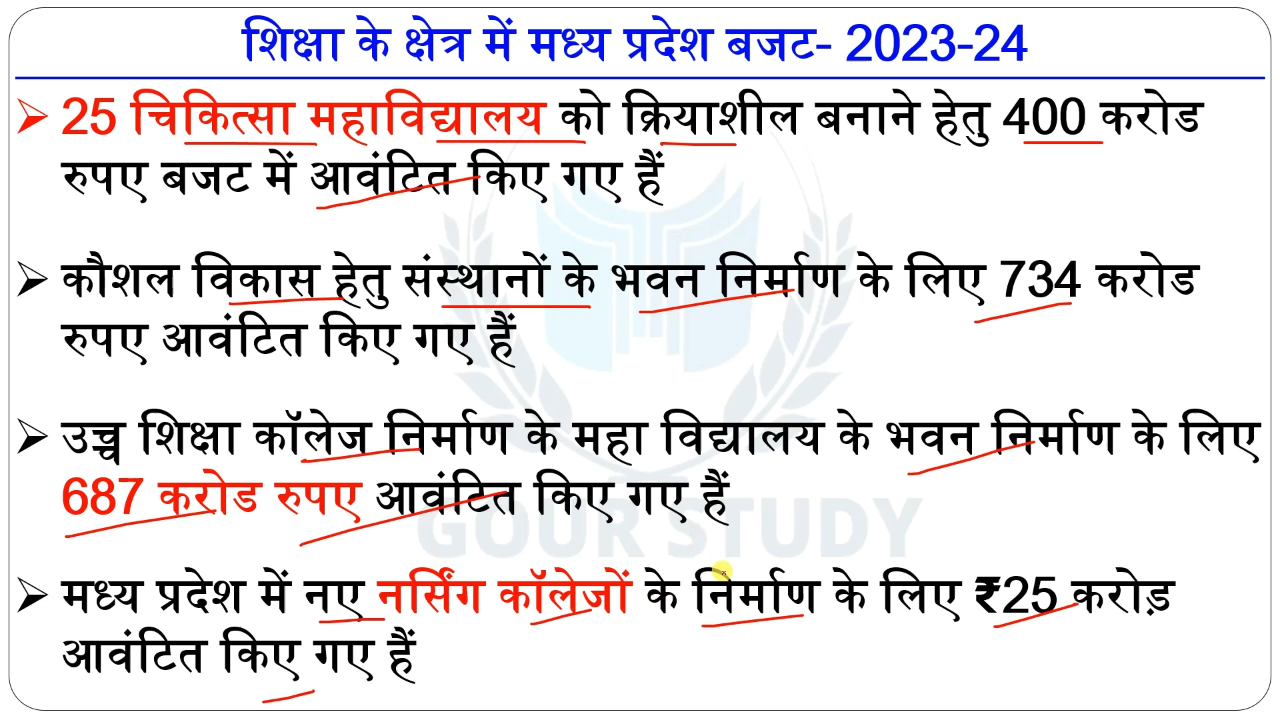 शिक्षा के क्षेत्र में मध्य प्रदेश बजट- 2023-24
➢ 25 चिकित्सा महाविद्यालय को क्रियाशील बनाने हेतु 400 करोड
रुपए बजट में आवंटित किए गए हैं
➢ कौशल विकास हेतु संस्थानों के भवन निर्माण के लिए 734 करोड
रुपए आवंटित किए गए हैं
➢ उच्च शिक्षा कॉलेज निर्माण के महा विद्यालय के भवन निर्माण के लिए
687 करोड रुपए आवंटित किए गए हैं
GOUR STUDY
➢ मध्य प्रदेश में नए नर्सिंग कॉलेजों के निर्माण के लिए ₹25 करोड़
आवंटित किए गए हैं